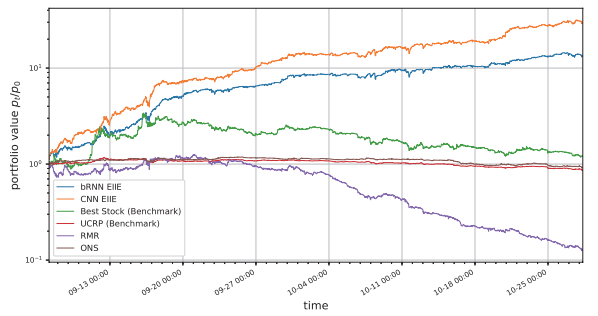 portfolio value pₜ/p₀
10¹
10⁰
10⁻¹
bRNN EIIE
CNN EIIE
Best Stock (Benchmark)
UCRP (Benchmark)
RMR
ONS
09-13 00:00
09-20 00:00
09-27 00:00
10-04 00:00
10-11 00:00
10-18 00:00
10-25 00:00
time